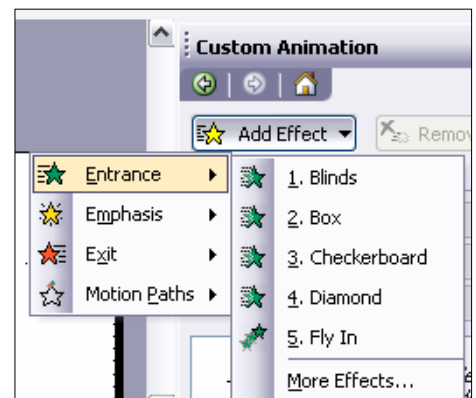 Custom Animation
Add Effect
Remov
Entrance
Emphasis
Exit
Motion Paths
1. Blinds
2. Box
3. Checkerboard
4. Diamond
5. Fly In
More Effects...